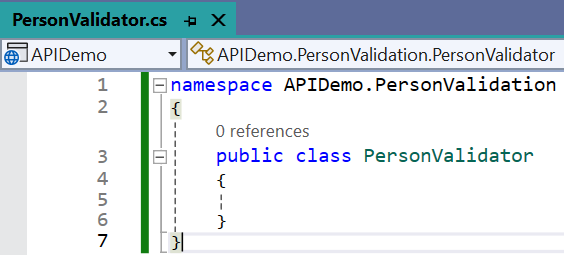 PersonValidator.cs
APIDemo APIDemo.PersonValidation.PersonValidator
1 namespace APIDemo.PersonValidation
2 {
0 references
3 public class PersonValidator
4 {
5
6 }
7 }